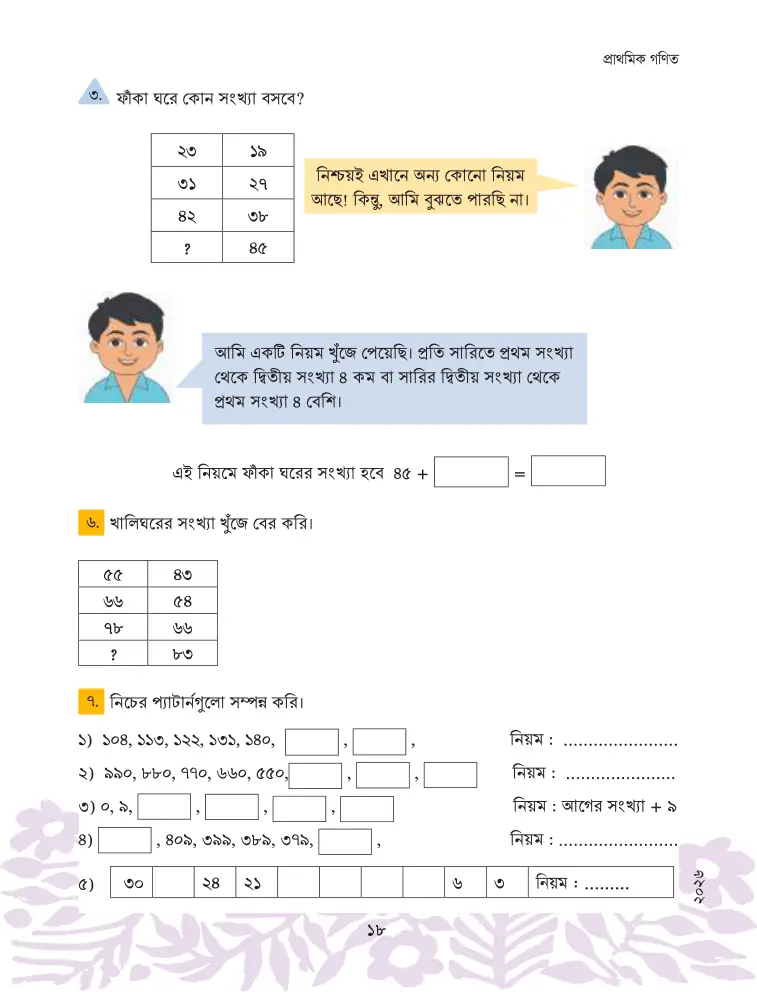 প্রাথমিক গণিত
৩. ফাঁকা ঘরে কোন সংখ্যা বসবে?
২৩ ১৯
৩১ ২৭
৪২ ৩৮
? ৪৫
নিশ্চয়ই এখানে অন্য কোনো নিয়ম
আছে! কিন্তু, আমি বুঝতে পারছি না।
আমি একটি নিয়ম খুঁজে পেয়েছি। প্রতি সারিতে প্রথম সংখ্যা
থেকে দ্বিতীয় সংখ্যা ৪ কম বা সারির দ্বিতীয় সংখ্যা থেকে
প্রথম সংখ্যা ৪ বেশি।
এই নিয়মে ফাঁকা ঘরের সংখ্যা হবে ৪৫ + =
৬. খালিঘরের সংখ্যা খুঁজে বের করি।
৫৫ ৪৩
৬৬ ৫৪
৭৮ ৬৬
? ৮৩
৭. নিচের প্যাটার্নগুলো সম্পন্ন করি।
১) ১০৪, ১১৩, ১২২, ১৩১, ১৪০, , , নিয়ম : .......................
২) ৯৯০, ৮৮০, ৭৭০, ৬৬০, ৫৫০, , , নিয়ম : ......................
৩) ০, ৯, , , , নিয়ম : আগের সংখ্যা + ৯
৪) , ৪০৯, ৩৯৯, ৩৮৯, ৩৭৯, , নিয়ম : ........................
৫) ৩০ ২৪ ২১ ৬ ৩ নিয়ম : .........
২০২৬
১৮